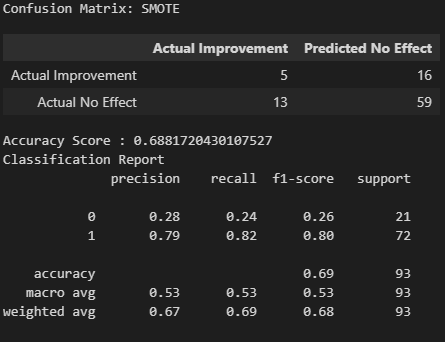 Confusion Matrix: SMOTE
Actual Improvement Predicted No Effect
Actual Improvement 5 16
Actual No Effect 13 59
Accuracy Score : 0.6881720430107527
Classification Report
precision recall f1-score support
0 0.28 0.24 0.26 21
1 0.79 0.82 0.80 72
accuracy 0.69 93
macro avg 0.53 0.53 0.53 93
weighted avg 0.67 0.69 0.68 93